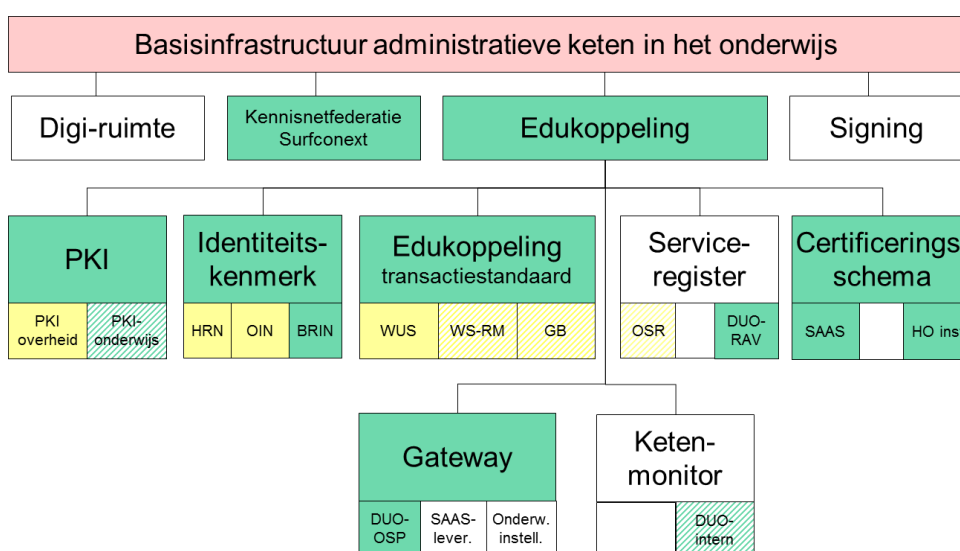 Basisinfrastructuur administratieve keten in het onderwijs
Digi-ruimte
Kennisnetfederatie
Surfconext
Edukoppeling
Signing
PKI
Identiteits-
kenmerk
Edukoppeling
transactiestandaard
Service-
register
Certificerings
schema
PKI
overheid
PKI-
onderwijs
HRN
OIN
BRIN
WUS
WS-RM
GB
OSR
DUO-
RAV
SAAS
HO inst
Gateway
Keten-
monitor
DUO-
OSP
SAAS-
lever.
Onderw.
instell.
DUO-
intern